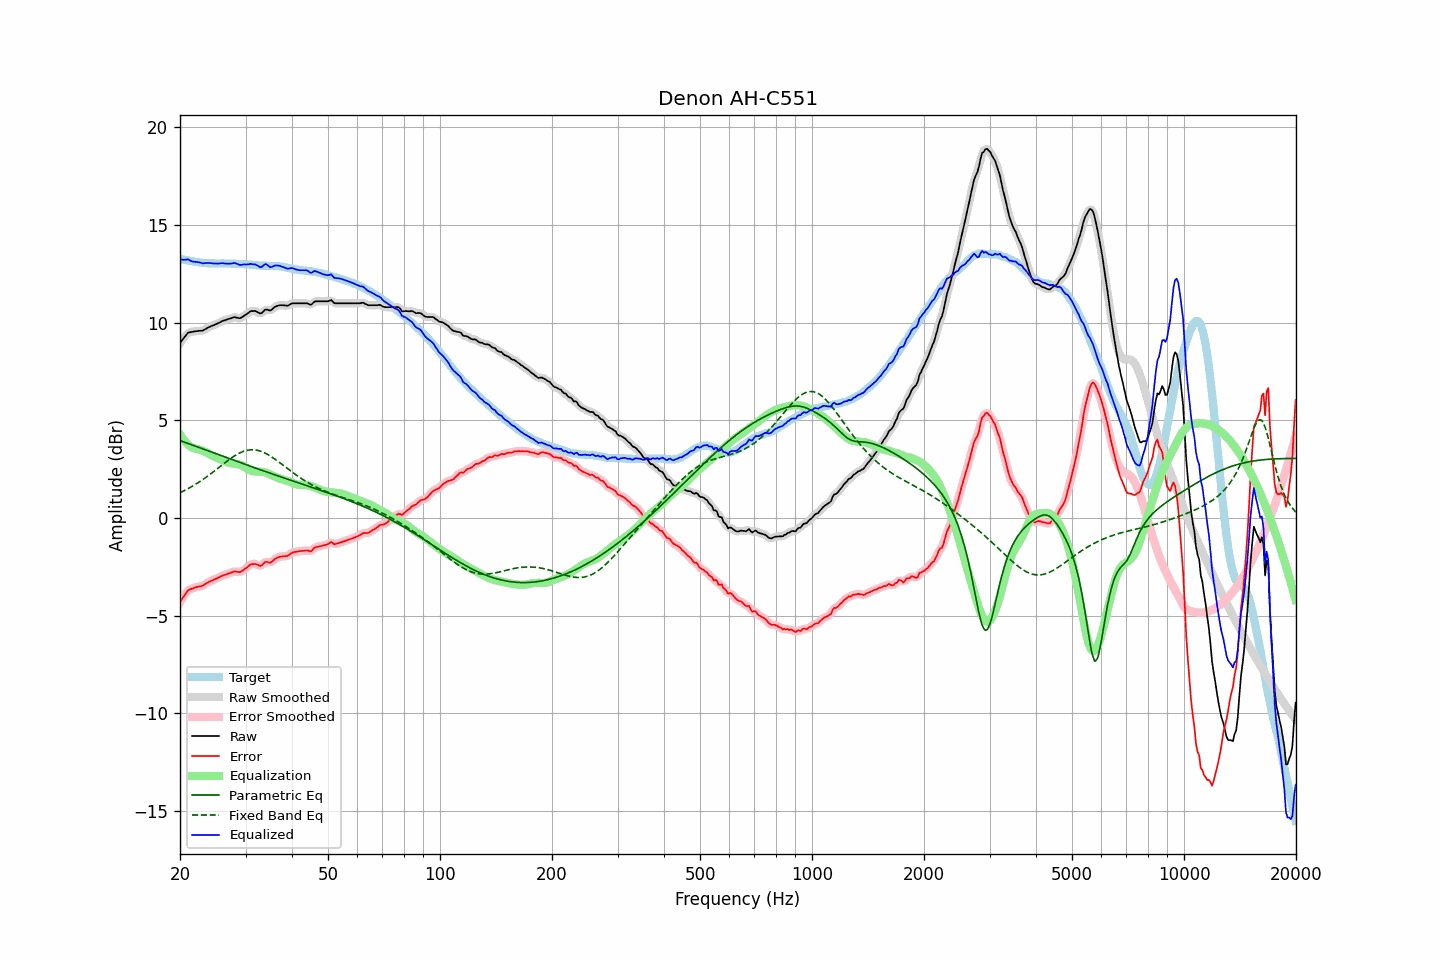 Denon AH-C551
Amplitude (dBr)
20
15
10
5
0
−5
−10
−15
Target
Raw Smoothed
Error Smoothed
Raw
Error
Equalization
Parametric Eq
Fixed Band Eq
Equalized
20 50 100 200 500 1000 2000 5000 10000 20000
Frequency (Hz)